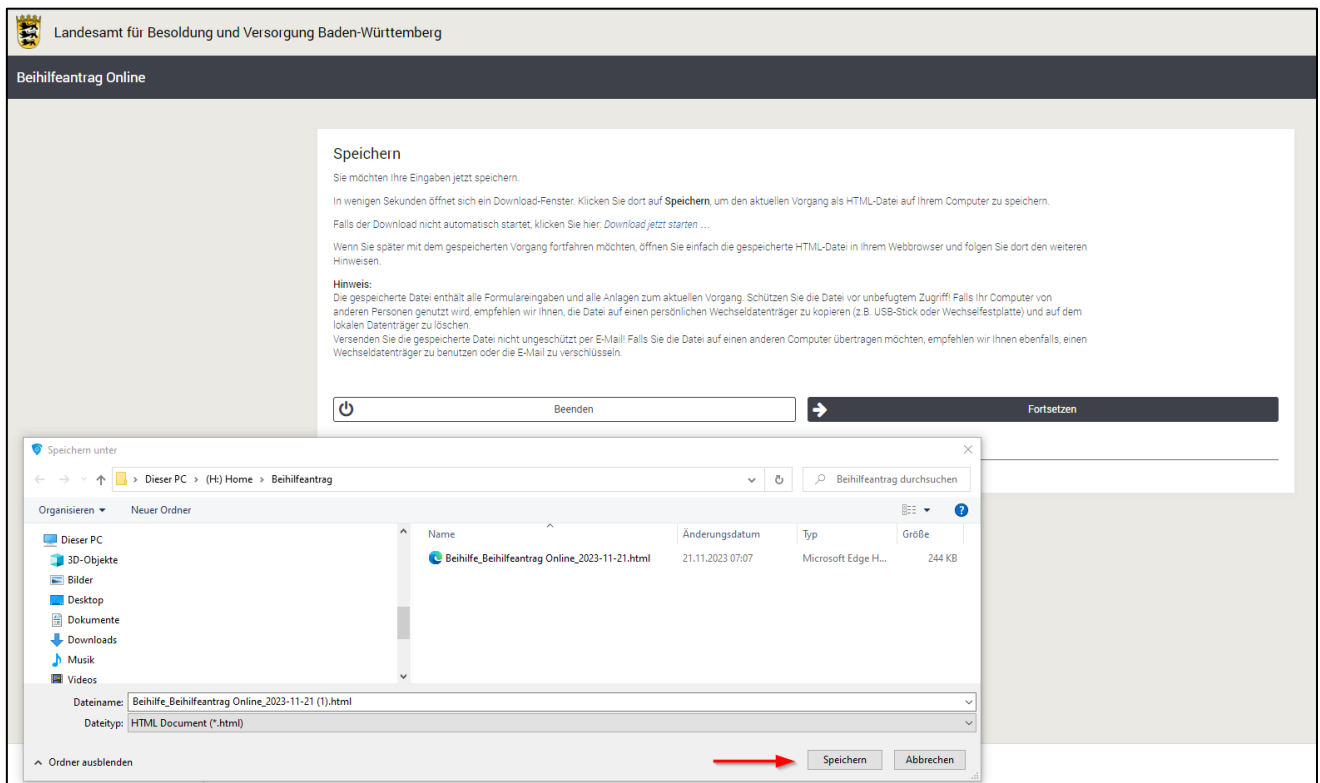 Landesamt für Besoldung und Versorgung Baden-Württemberg
Beihilfeantrag Online
Speichern
Sie möchten Ihre Eingaben jetzt speichern.
In wenigen Sekunden öffnet sich ein Download-Fenster. Klicken Sie dort auf Speichern, um den aktuellen Vorgang als HTML-Datei auf Ihrem Computer zu speichern.
Falls der Download nicht automatisch startet, klicken Sie hier: Download jetzt starten ...
Wenn Sie später mit dem gespeicherten Vorgang fortfahren möchten, öffnen Sie einfach die gespeicherte HTML-Datei in Ihrem Webbrowser und folgen Sie dort den weiteren
Hinweisen.
Hinweis:
Die gespeicherte Datei enthält alle Formulareingaben und alle Anlagen zum aktuellen Vorgang. Schützen Sie die Datei vor unbefugtem Zugriff! Falls Ihr Computer von
anderen Personen genutzt wird, empfehlen wir Ihnen, die Datei auf einen persönlichen Wechseldatenträger zu kopieren (z.B. USB-Stick oder Wechselfestplatte) und auf dem
lokalen Datenträger zu löschen.
Versenden Sie die gespeicherte Datei nicht ungeschützt per E-Mail! Falls Sie die Datei auf einen anderen Computer übertragen möchten, empfehlen wir Ihnen ebenfalls, einen
Wechseldatenträger zu benutzen oder die E-Mail zu verschlüsseln.
Beenden
Fortsetzen
Speichern unter
Dieser PC > (H:) Home > Beihilfeantrag
Beihilfeantrag durchsuchen
Organisieren
Neuer Ordner
Dieser PC
3D-Objekte
Bilder
Desktop
Dokumente
Downloads
Musik
Videos
Name Änderungsdatum Typ Größe
Beihilfe_Beihilfeantrag Online_2023-11-21.html 21.11.2023 07:07 Microsoft Edge H... 244 KB
Dateiname: Beihilfe_Beihilfeantrag Online_2023-11-21 (1).html
Dateityp: HTML Document (*.html)
Ordner ausblenden
Speichern
Abbrechen